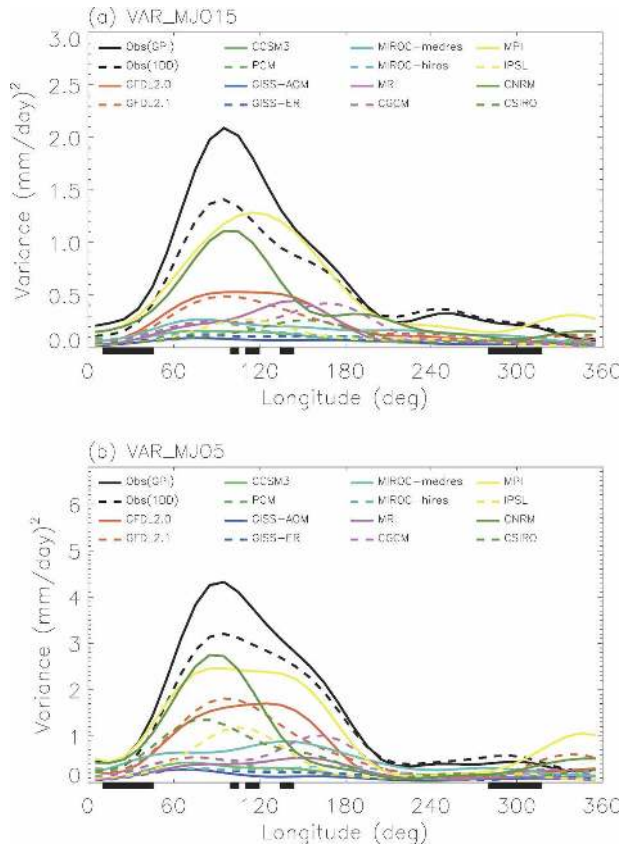 (a) VAR_MJO15
Variance (mm/day)²
3.0
2.5
2.0
1.5
1.0
0.5
0.0
Obs(GPI) CCSM3 MIROC-medres MPI
Obs(1DD) PCM MIROC-hires IPSL
GFDL2.0 GISS-AOM MRI CNRM
GFDL2.1 GISS-ER CGCM CSIRO
0 60 120 180 240 300 360
Longitude (deg)
(b) VAR_MJO5
Variance (mm/day)²
6
5
4
3
2
1
0
Obs(GPI) CCSM3 MIROC-medres MPI
Obs(1DD) PCM MIROC-hires IPSL
GFDL2.0 GISS-AOM MRI CNRM
GFDL2.1 GISS-ER CGCM CSIRO
0 60 120 180 240 300 360
Longitude (deg)